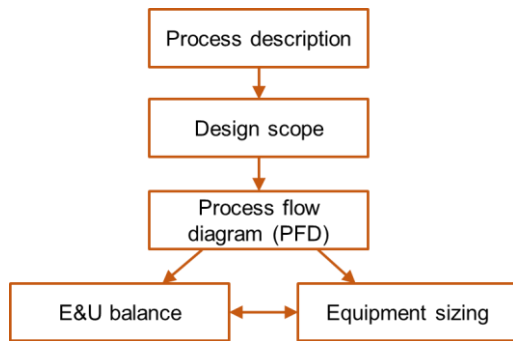 Process description
Design scope
Process flow
diagram (PFD)
E&U balance
Equipment sizing